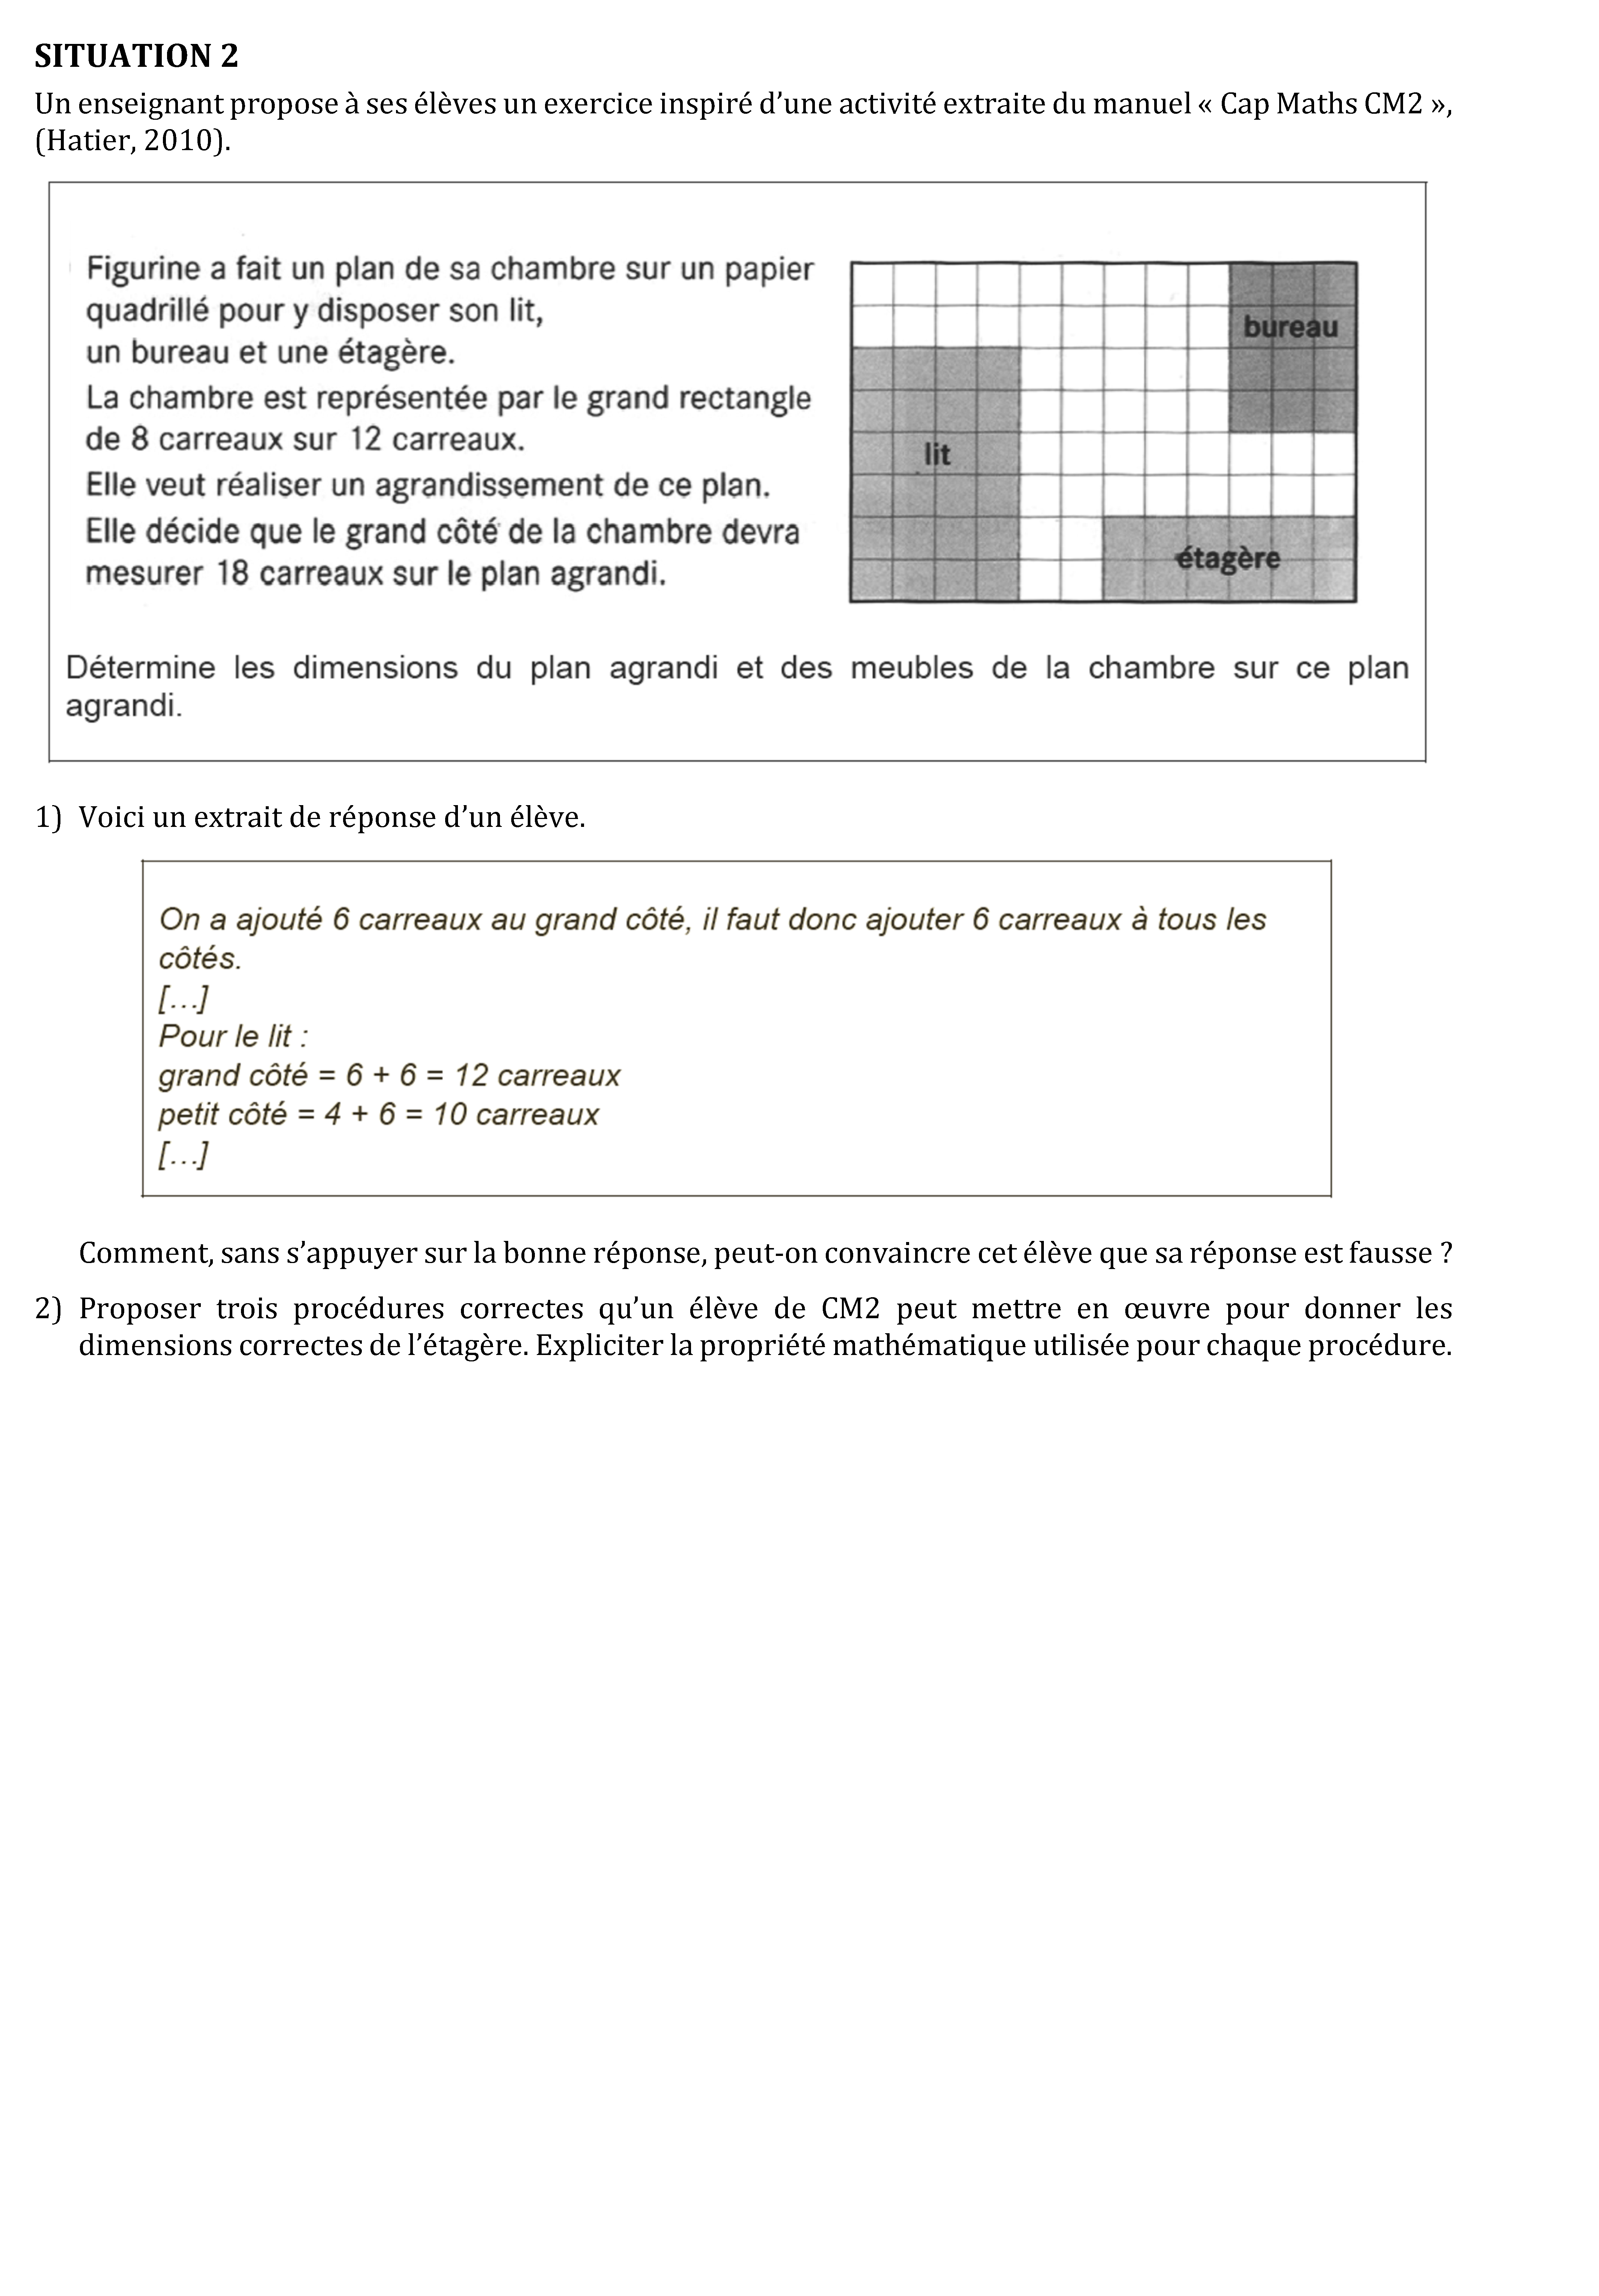 SITUATION 2
Un enseignant propose à ses élèves un exercice inspiré d’une activité extraite du manuel « Cap Maths CM2 »,
(Hatier, 2010).
Figurine a fait un plan de sa chambre sur un papier
quadrillé pour y disposer son lit,
un bureau et une étagère.
La chambre est représentée par le grand rectangle
de 8 carreaux sur 12 carreaux.
Elle veut réaliser un agrandissement de ce plan.
Elle décide que le grand côté de la chambre devra
mesurer 18 carreaux sur le plan agrandi.
bureau
lit
étagère
Détermine les dimensions du plan agrandi et des meubles de la chambre sur ce plan
agrandi.
1) Voici un extrait de réponse d’un élève.
On a ajouté 6 carreaux au grand côté, il faut donc ajouter 6 carreaux à tous les
côtés.
[…]
Pour le lit :
grand côté = 6 + 6 = 12 carreaux
petit côté = 4 + 6 = 10 carreaux
[…]
Comment, sans s’appuyer sur la bonne réponse, peut-on convaincre cet élève que sa réponse est fausse ?
2) Proposer trois procédures correctes qu’un élève de CM2 peut mettre en œuvre pour donner les
dimensions correctes de l’étagère. Expliciter la propriété mathématique utilisée pour chaque procédure.